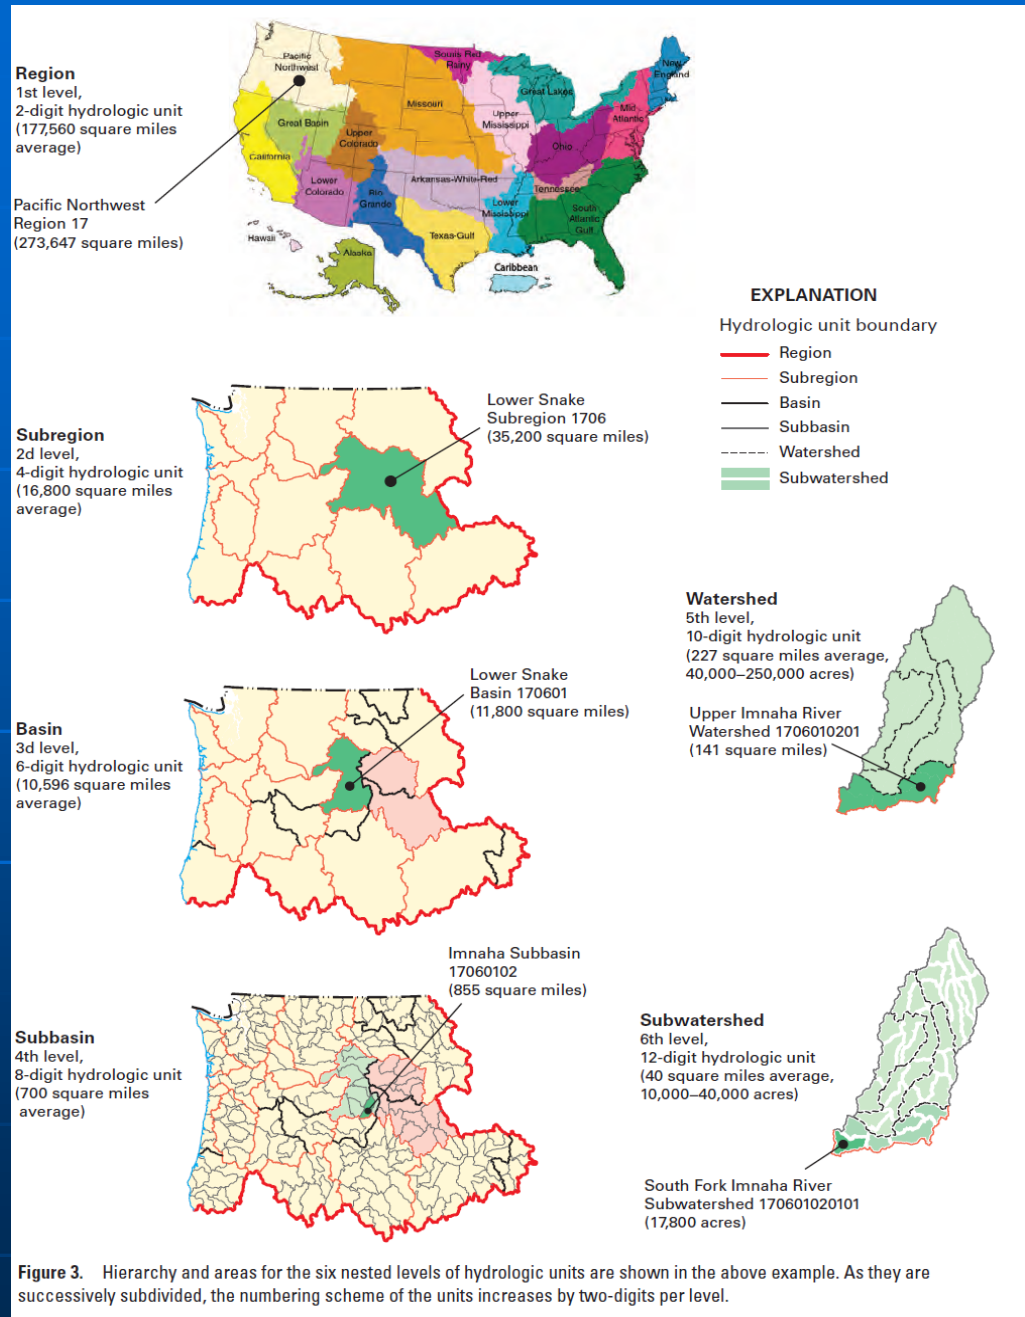 Region
1st level,
2-digit hydrologic unit
(177,560 square miles
average)
Pacific Northwest
Region 17
(273,647 square miles)
Pacific
Northwest
Souris Red
Rainy
New
England
Great Lakes
Missouri
Upper
Mississippi
Mid
Atlantic
Great Basin
Upper
Colorado
Ohio
California
Lower
Colorado
Arkansas-White-Red
Tennessee
Rio
Grande
Lower
Mississippi
South
Atlantic
Gulf
Texas-Gulf
Hawaii
Alaska
Caribbean
EXPLANATION
Hydrologic unit boundary
Region
Subregion
Basin
Subbasin
Watershed
Subwatershed
Subregion
2d level,
4-digit hydrologic unit
(16,800 square miles
average)
Lower Snake
Subregion 1706
(35,200 square miles)
Basin
3d level,
6-digit hydrologic unit
(10,596 square miles
average)
Lower Snake
Basin 170601
(11,800 square miles)
Subbasin
4th level,
8-digit hydrologic unit
(700 square miles
average)
Imnaha Subbasin
17060102
(855 square miles)
Watershed
5th level,
10-digit hydrologic unit
(227 square miles average,
40,000–250,000 acres)
Upper Imnaha River
Watershed 1706010201
(141 square miles)
Subwatershed
6th level,
12-digit hydrologic unit
(40 square miles average,
10,000–40,000 acres)
South Fork Imnaha River
Subwatershed 170601020101
(17,800 acres)
Figure 3. Hierarchy and areas for the six nested levels of hydrologic units are shown in the above example. As they are
successively subdivided, the numbering scheme of the units increases by two-digits per level.